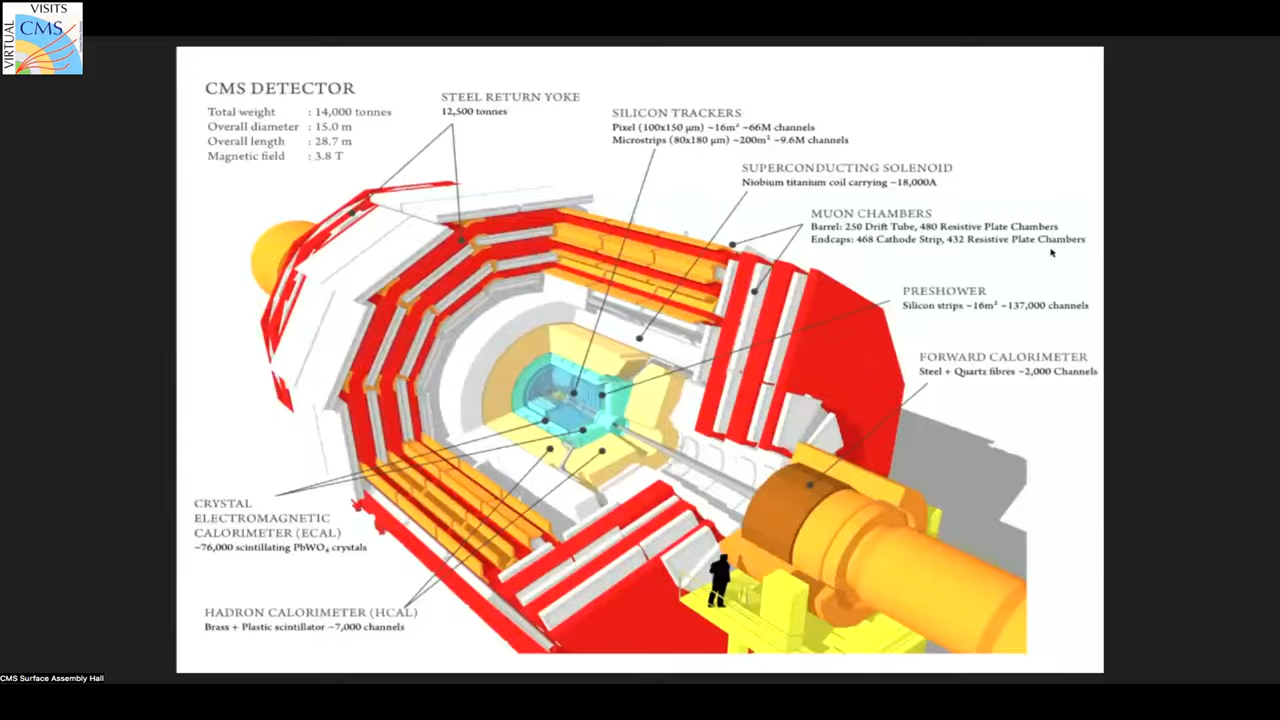 VISITS
CMS
VIRTUAL
CMS DETECTOR
Total weight : 14,000 tonnes
Overall diameter : 15.0 m
Overall length : 28.7 m
Magnetic field : 3.8 T
STEEL RETURN YOKE
12,500 tonnes
SILICON TRACKERS
Pixel (100x150 μm) ~16m² ~66M channels
Microstrips (80x180 μm) ~200m² ~9.6M channels
SUPERCONDUCTING SOLENOID
Niobium titanium coil carrying ~18,000A
MUON CHAMBERS
Barrel: 250 Drift Tube, 480 Resistive Plate Chambers
Endcaps: 468 Cathode Strip, 432 Resistive Plate Chambers
PRESHOWER
Silicon strips ~16m² ~137,000 channels
FORWARD CALORIMETER
Steel + Quartz fibres ~2,000 Channels
CRYSTAL
ELECTROMAGNETIC
CALORIMETER (ECAL)
~76,000 scintillating PbWO₄ crystals
HADRON CALORIMETER (HCAL)
Brass + Plastic scintillator ~7,000 channels
CMS Surface Assembly Hall